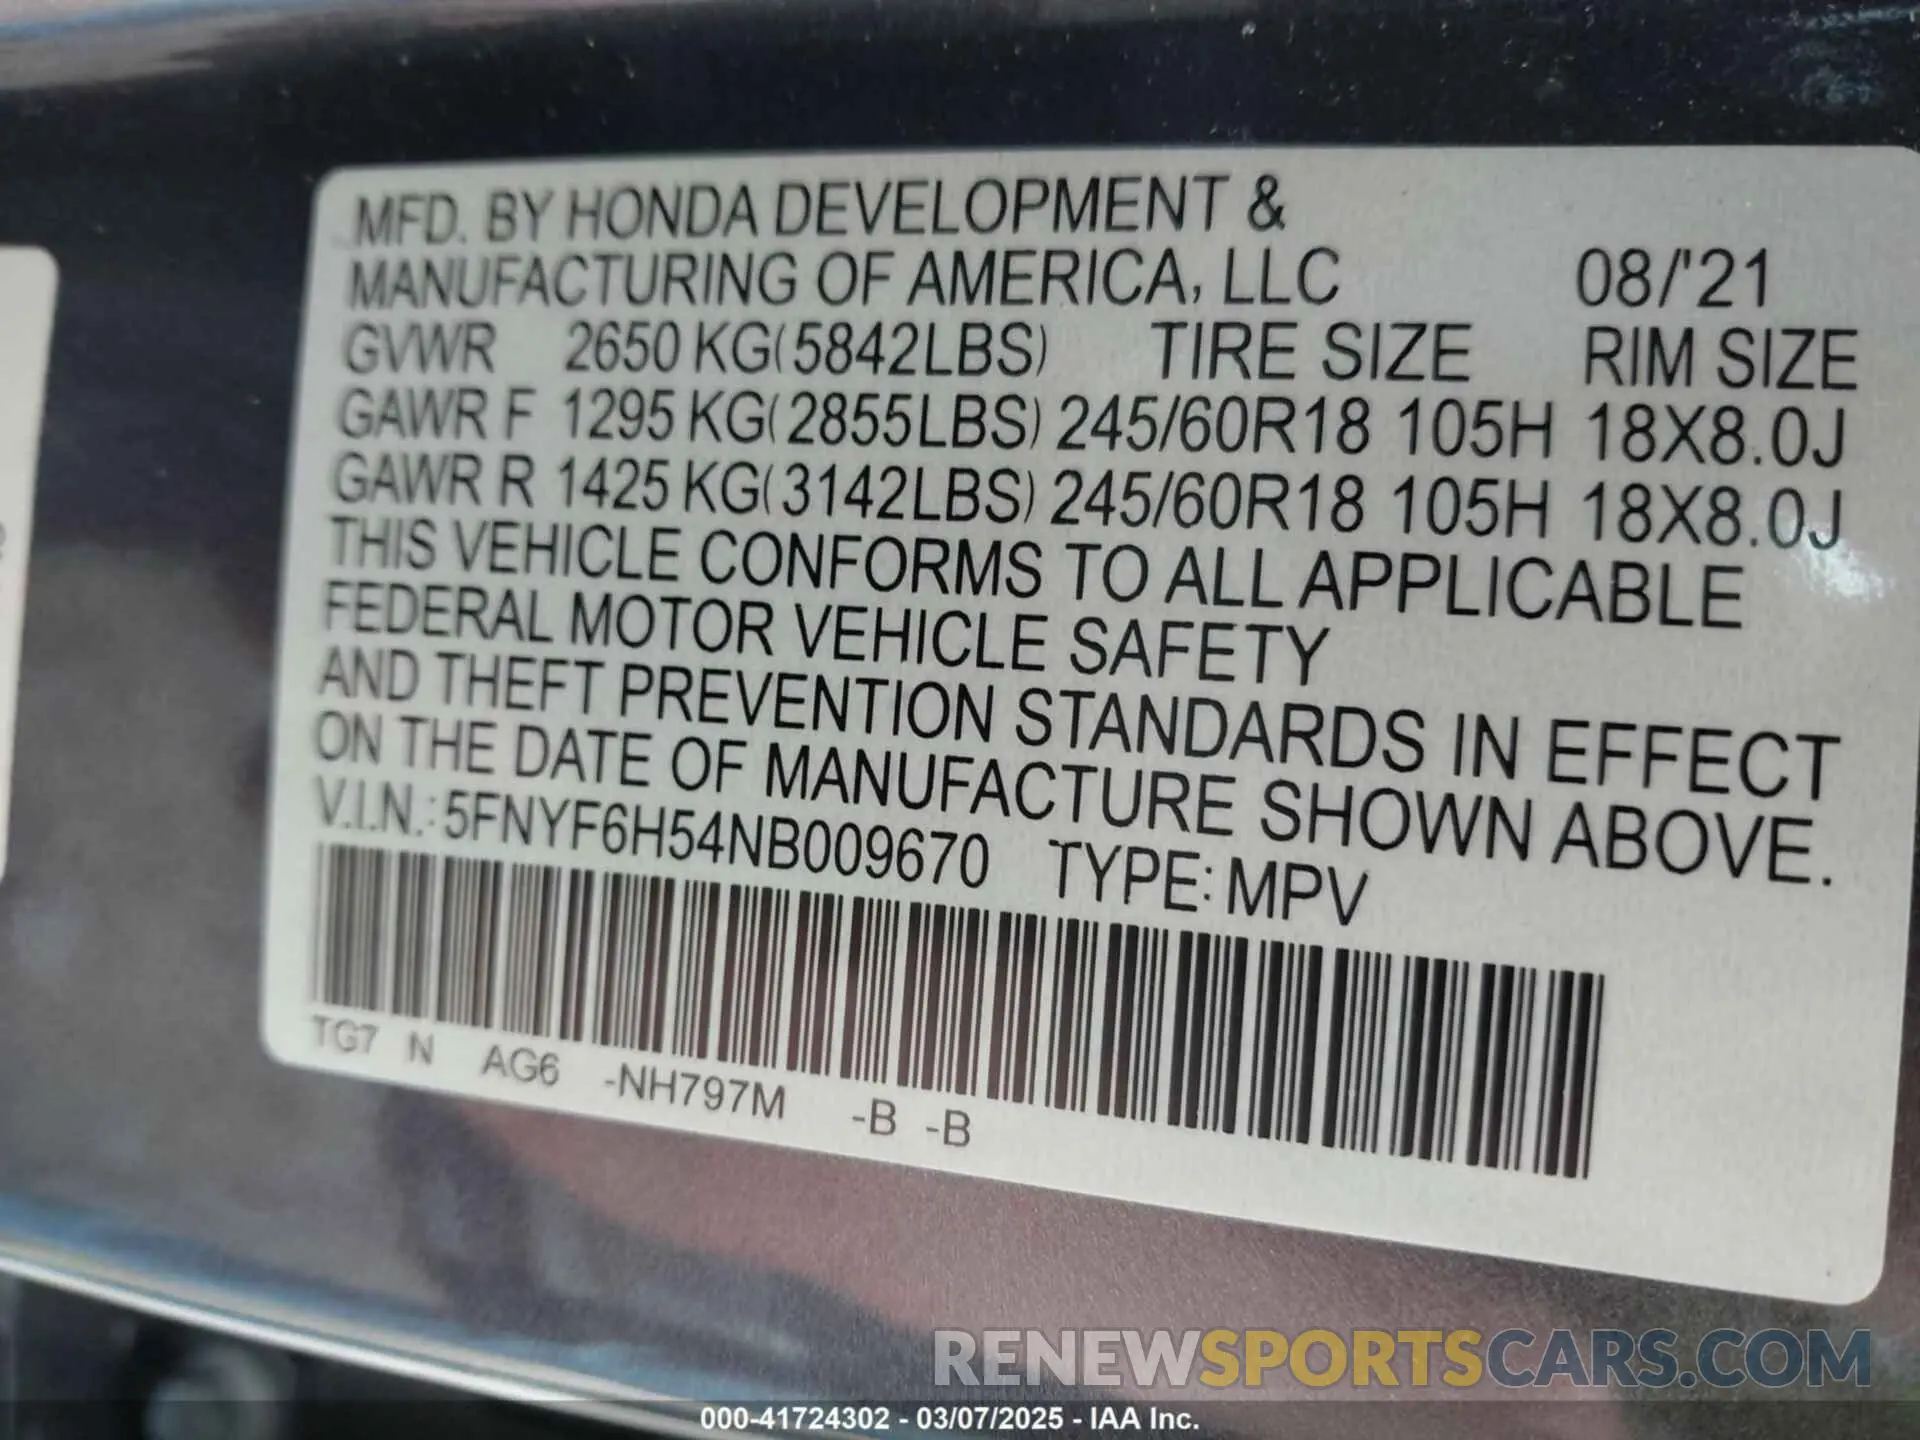 MFD. BY HONDA DEVELOPMENT &
MANUFACTURING OF AMERICA, LLC 08/'21
GVWR 2650 KG(5842LBS) TIRE SIZE RIM SIZE
GAWR F 1295 KG(2855LBS) 245/60R18 105H 18X8.0J
GAWR R 1425 KG(3142LBS) 245/60R18 105H 18X8.0J
THIS VEHICLE CONFORMS TO ALL APPLICABLE
FEDERAL MOTOR VEHICLE SAFETY
AND THEFT PREVENTION STANDARDS IN EFFECT
ON THE DATE OF MANUFACTURE SHOWN ABOVE.
V.I.N.: 5FNYF6H54NB009670 TYPE: MPV
TG7 N AG6 -NH797M -B -B
RENEWSPORTSCARS.COM
000-41724302 - 03/07/2025 - IAA Inc.